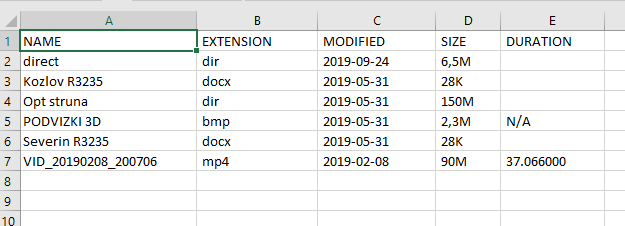 A B C D E
1 NAME EXTENSION MODIFIED SIZE DURATION
2 direct dir 2019-09-24 6,5M
3 Kozlov R3235 docx 2019-05-31 28K
4 Opt struna dir 2019-05-31 150M
5 PODVIZKI 3D bmp 2019-05-31 2,3M N/A
6 Severin R3235 docx 2019-05-31 28K
7 VID_20190208_200706 mp4 2019-02-08 90M 37.066000
8
9
10